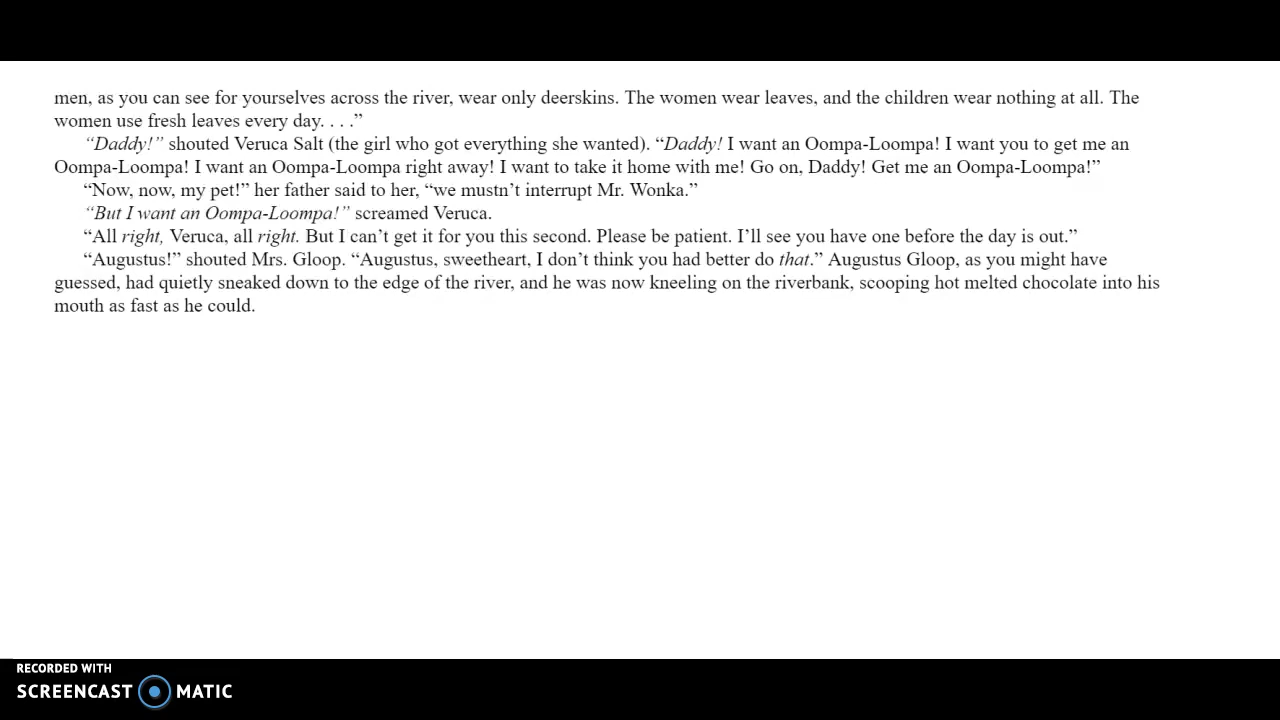 men, as you can see for yourselves across the river, wear only deerskins. The women wear leaves, and the children wear nothing at all. The
women use fresh leaves every day. . . .”
“Daddy!” shouted Veruca Salt (the girl who got everything she wanted). “Daddy! I want an Oompa-Loompa! I want you to get me an
Oompa-Loompa! I want an Oompa-Loompa right away! I want to take it home with me! Go on, Daddy! Get me an Oompa-Loompa!”
“Now, now, my pet!” her father said to her, “we mustn’t interrupt Mr. Wonka.”
“But I want an Oompa-Loompa!” screamed Veruca.
“All right, Veruca, all right. But I can’t get it for you this second. Please be patient. I’ll see you have one before the day is out.”
“Augustus!” shouted Mrs. Gloop. “Augustus, sweetheart, I don’t think you had better do that.” Augustus Gloop, as you might have
guessed, had quietly sneaked down to the edge of the river, and he was now kneeling on the riverbank, scooping hot melted chocolate into his
mouth as fast as he could.
RECORDED WITH
SCREENCAST MATIC